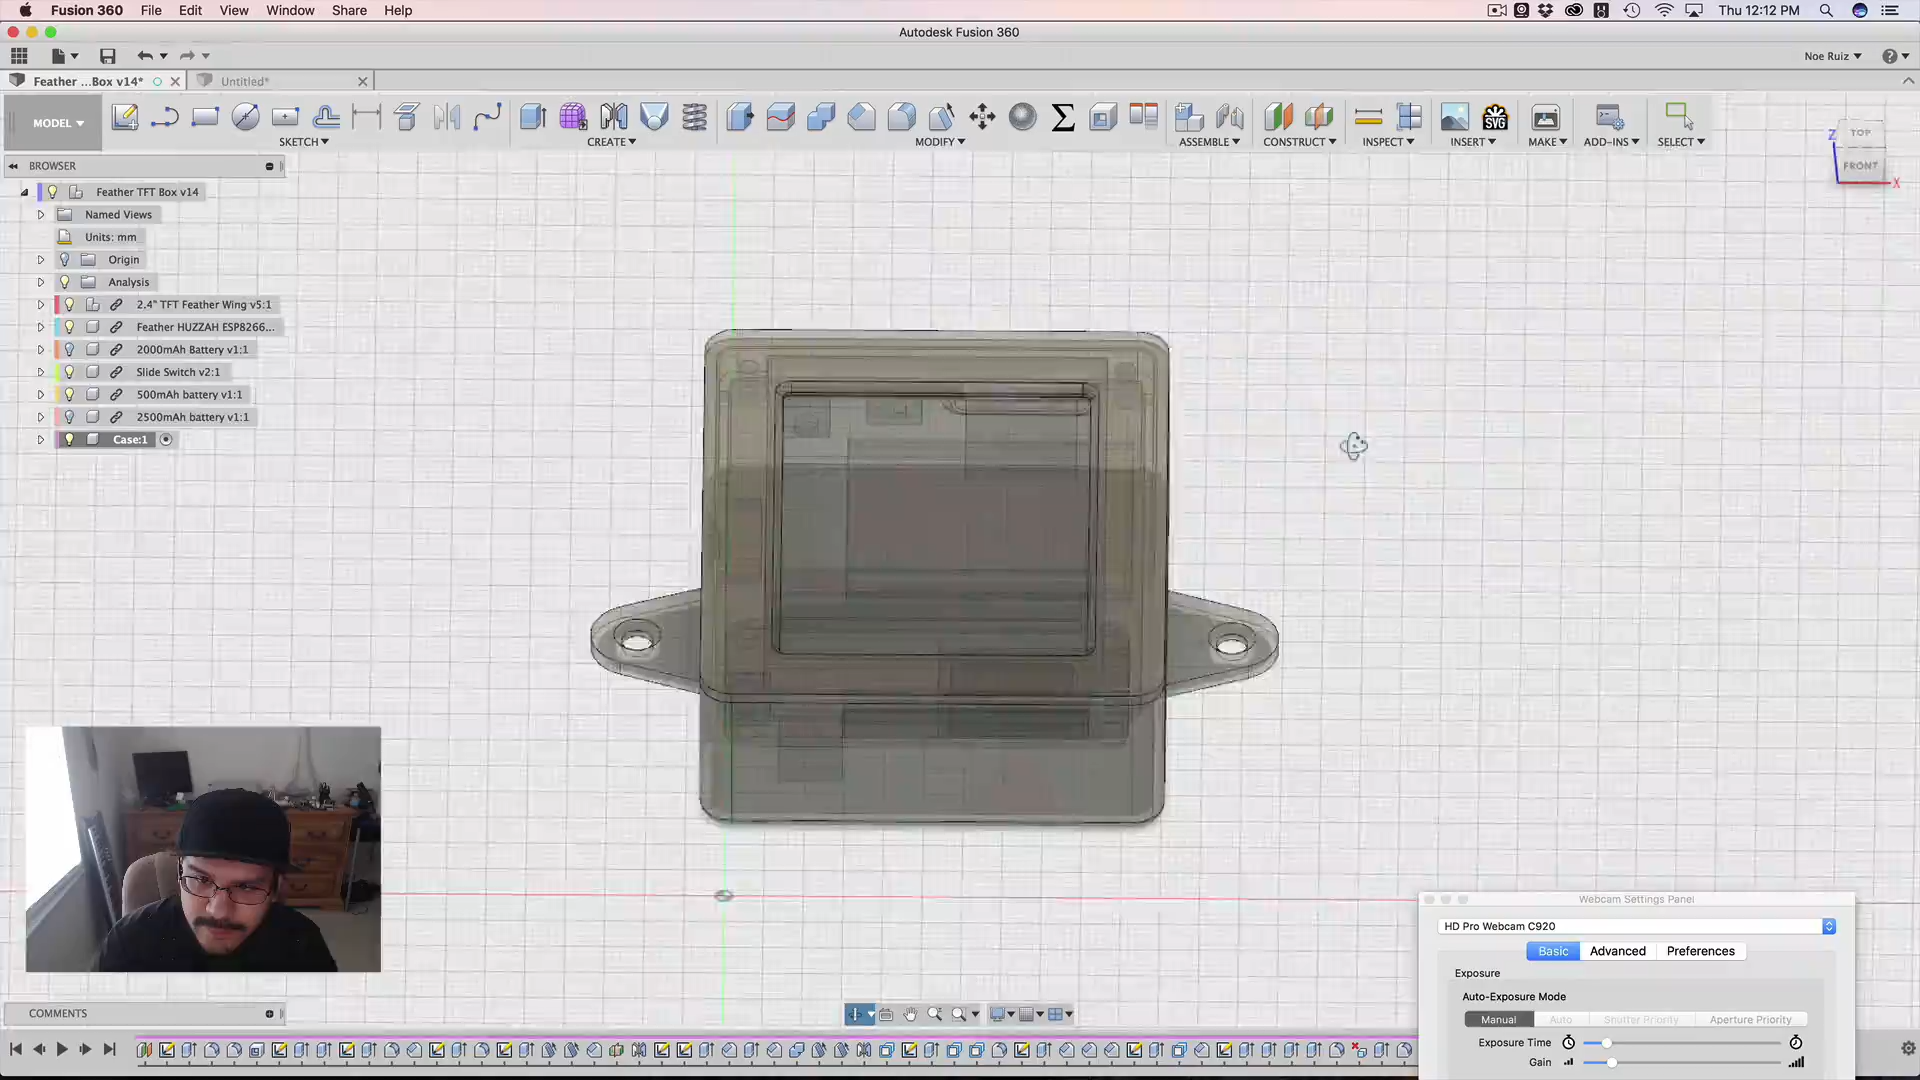 Fusion 360 File Edit View Window Share Help Thu 12:12 PM
Autodesk Fusion 360
Noe Ruiz
Feather ...Box v14* Untitled*
MODEL SKETCH CREATE MODIFY ASSEMBLE CONSTRUCT INSPECT INSERT MAKE ADD-INS SELECT
SVG
TOP
Z
FRONT
X
BROWSER
Feather TFT Box v14
Named Views
Units: mm
Origin
Analysis
2.4" TFT Feather Wing v5:1
Feather HUZZAH ESP8266...
2000mAh Battery v1:1
Slide Switch v2:1
500mAh battery v1:1
2500mAh battery v1:1
Case:1
Webcam Settings Panel
HD Pro Webcam C920
Basic Advanced Preferences
Exposure
Auto-Exposure Mode
Manual Auto Shutter Priority Aperture Priority
Exposure Time
Gain
COMMENTS